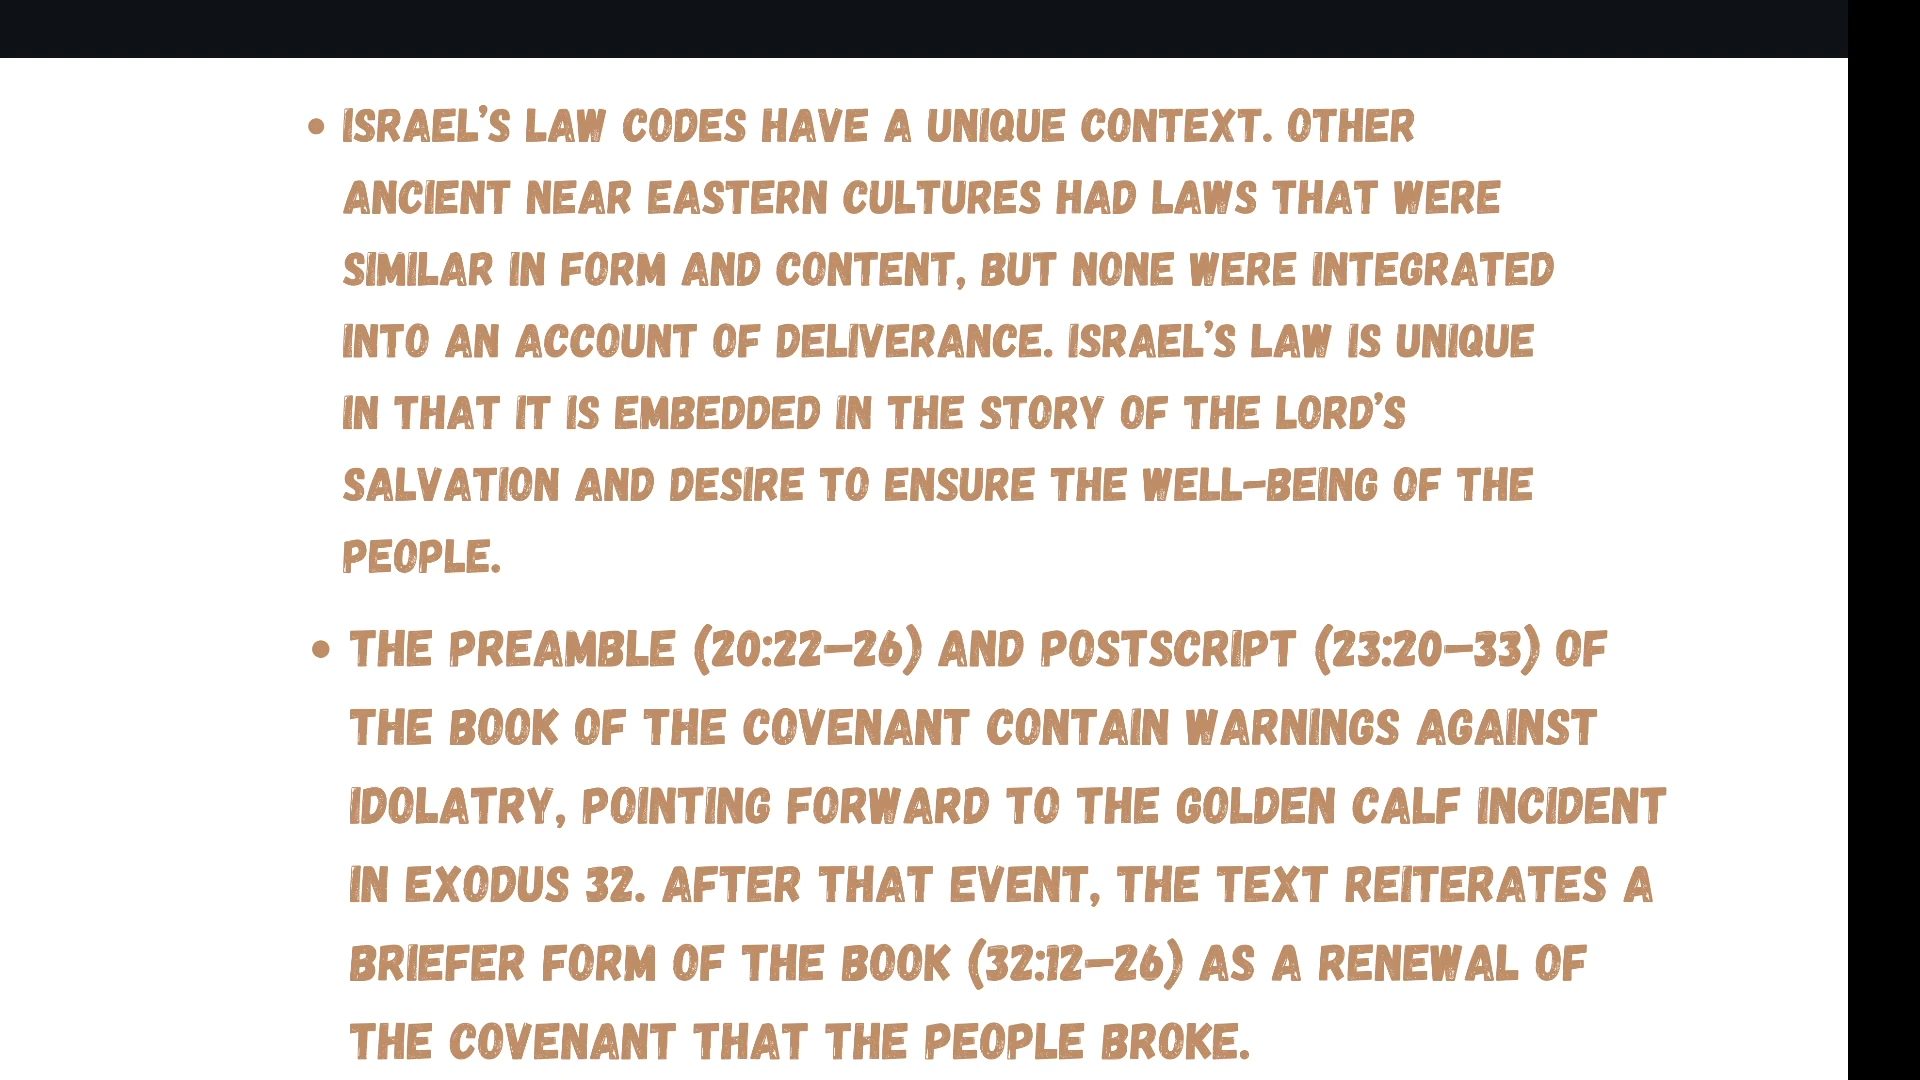 • ISRAEL’S LAW CODES HAVE A UNIQUE CONTEXT. OTHER
ANCIENT NEAR EASTERN CULTURES HAD LAWS THAT WERE
SIMILAR IN FORM AND CONTENT, BUT NONE WERE INTEGRATED
INTO AN ACCOUNT OF DELIVERANCE. ISRAEL’S LAW IS UNIQUE
IN THAT IT IS EMBEDDED IN THE STORY OF THE LORD’S
SALVATION AND DESIRE TO ENSURE THE WELL-BEING OF THE
PEOPLE.
• THE PREAMBLE (20:22–26) AND POSTSCRIPT (23:20–33) OF
THE BOOK OF THE COVENANT CONTAIN WARNINGS AGAINST
IDOLATRY, POINTING FORWARD TO THE GOLDEN CALF INCIDENT
IN EXODUS 32. AFTER THAT EVENT, THE TEXT REITERATES A
BRIEFER FORM OF THE BOOK (32:12–26) AS A RENEWAL OF
THE COVENANT THAT THE PEOPLE BROKE.